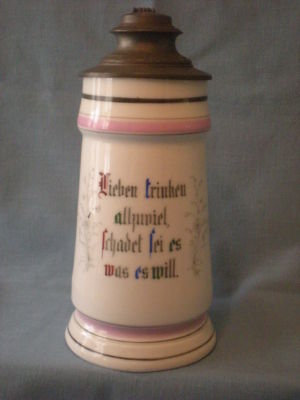 Lieben trinken
allzuviel,
schadet sei es
was es will.